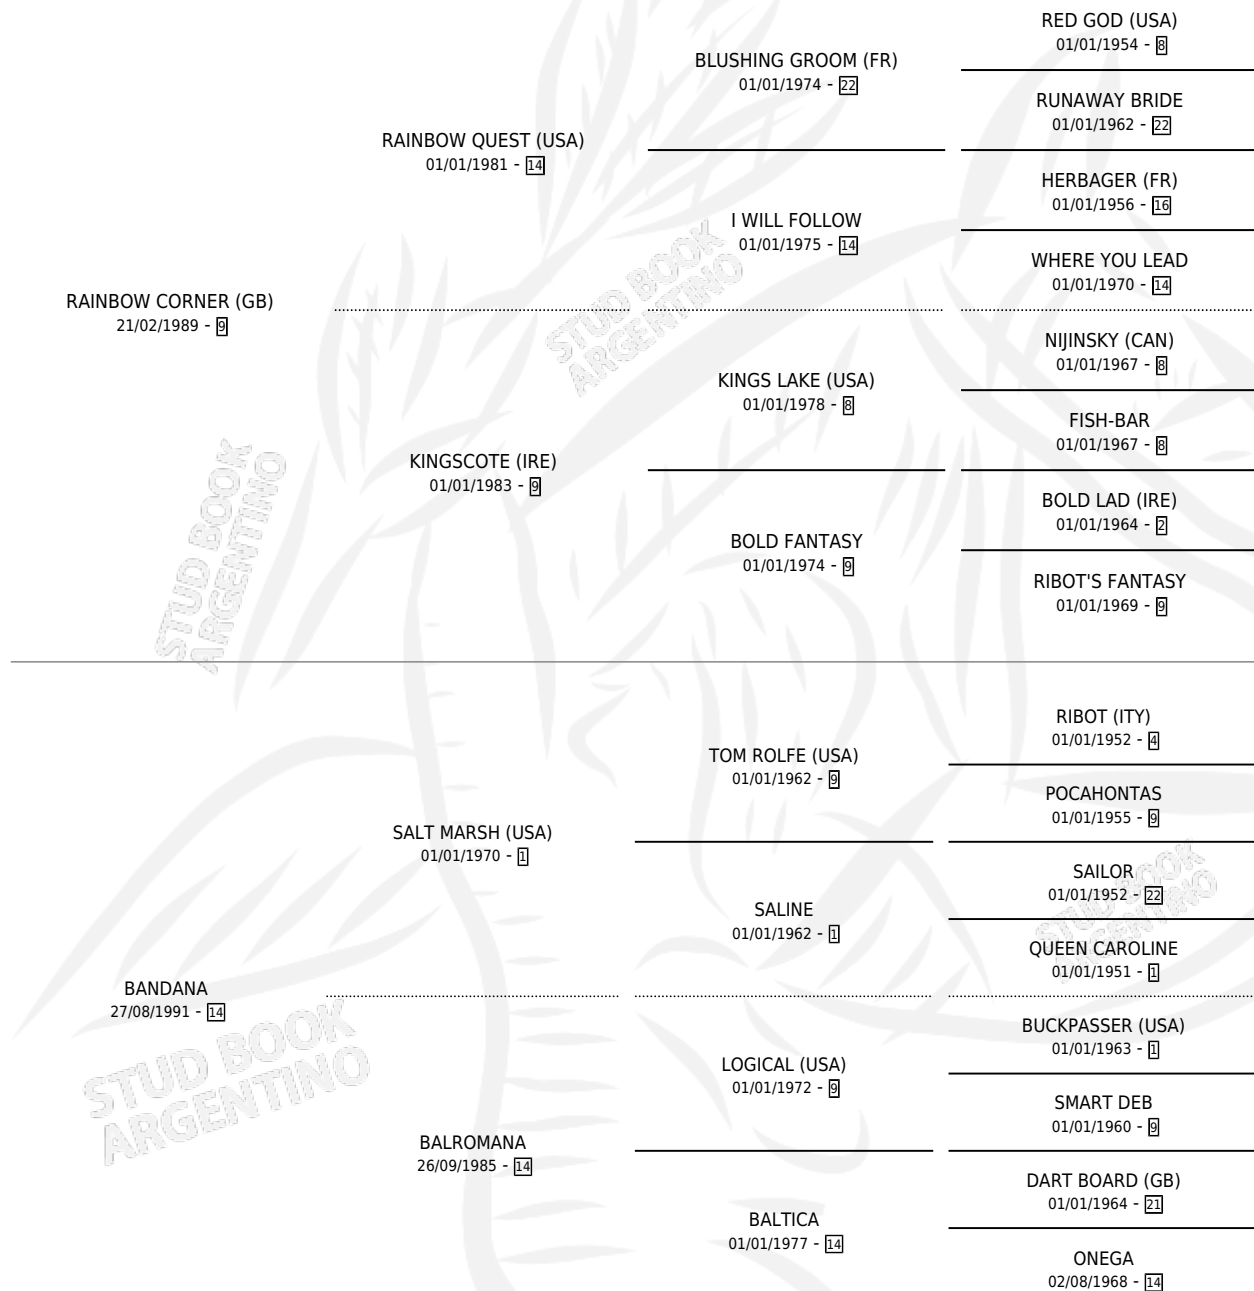 RED GOD (USA)
01/01/1954 - 8
BLUSHING GROOM (FR)
01/01/1974 - 22
RUNAWAY BRIDE
01/01/1962 - 22
RAINBOW QUEST (USA)
01/01/1981 - 14
HERBAGER (FR)
01/01/1956 - 16
I WILL FOLLOW
01/01/1975 - 14
WHERE YOU LEAD
01/01/1970 - 14
RAINBOW CORNER (GB)
21/02/1989 - 9
STUD BOOK
ARGENTINO
NIJINSKY (CAN)
01/01/1967 - 8
KINGS LAKE (USA)
01/01/1978 - 8
FISH-BAR
01/01/1967 - 8
KINGSCOTE (IRE)
01/01/1983 - 9
BOLD LAD (IRE)
01/01/1964 - 2
BOLD FANTASY
01/01/1974 - 9
RIBOT'S FANTASY
01/01/1969 - 9
STUD BOOK
ARGENTINO
RIBOT (ITY)
01/01/1952 - 4
TOM ROLFE (USA)
01/01/1962 - 9
POCAHONTAS
01/01/1955 - 9
SALT MARSH (USA)
01/01/1970 - 1
SAILOR
01/01/1952 - 22
SALINE
01/01/1962 - 1
QUEEN CAROLINE
01/01/1951 - 1
STUD BOOK
ARGENTINO
BANDANA
27/08/1991 - 14
BUCKPASSER (USA)
01/01/1963 - 1
LOGICAL (USA)
01/01/1972 - 9
SMART DEB
01/01/1960 - 9
STUD BOOK
ARGENTINO
BALROMANA
26/09/1985 - 14
DART BOARD (GB)
01/01/1964 - 21
BALTICA
01/01/1977 - 14
ONEGA
02/08/1968 - 14